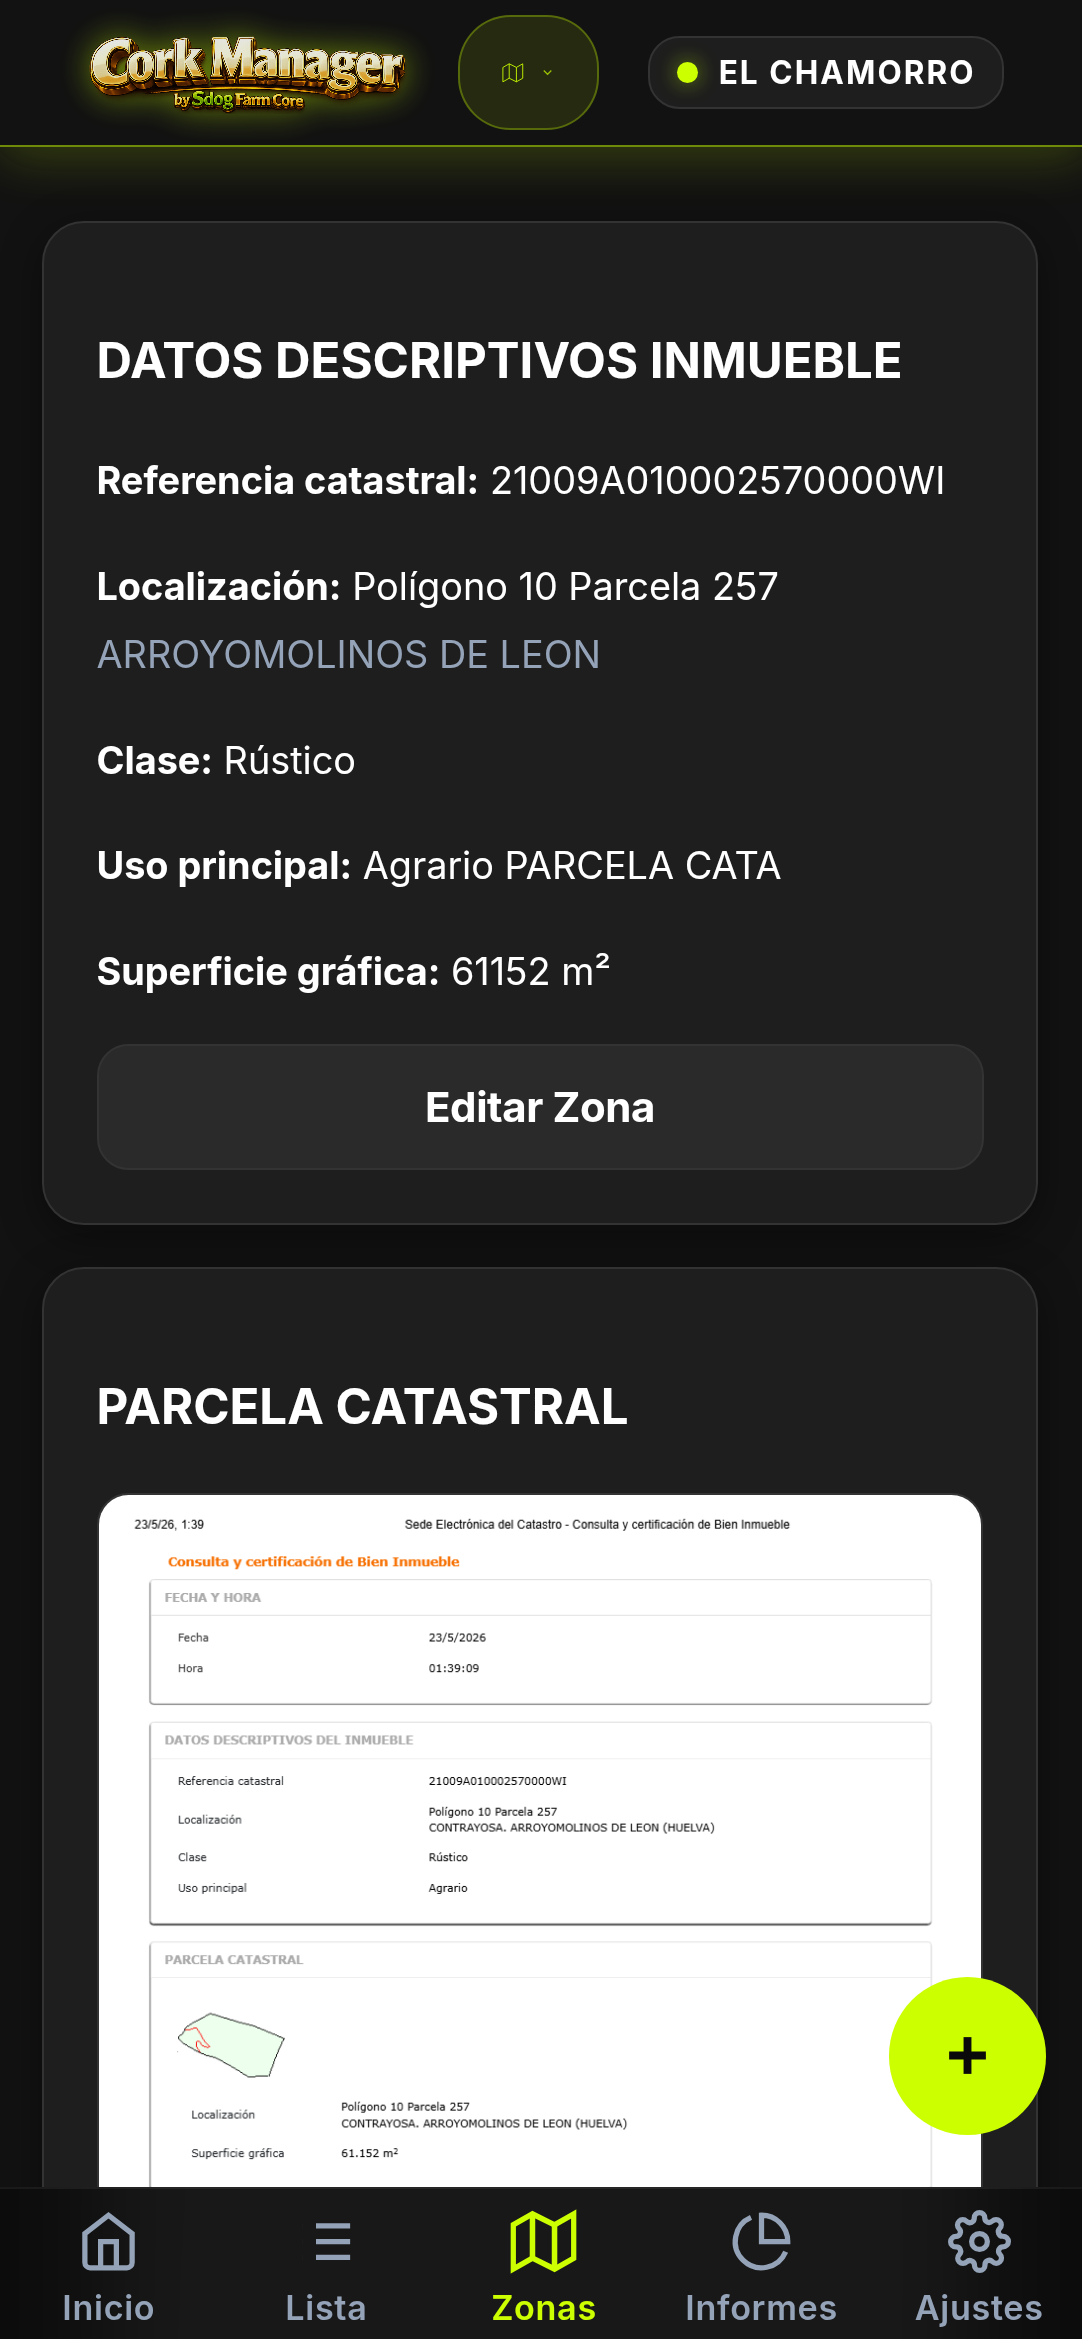 Cork Manager
by Sdog Farm Core
EL CHAMORRO
DATOS DESCRIPTIVOS INMUEBLE
Referencia catastral: 21009A010002570000WI
Localización: Polígono 10 Parcela 257
ARROYOMOLINOS DE LEON
Clase: Rústico
Uso principal: Agrario PARCELA CATA
Superficie gráfica: 61152 m²
Editar Zona
PARCELA CATASTRAL
23/5/26, 1:39 Sede Electrónica del Catastro - Consulta y certificación de Bien Inmueble
Consulta y certificación de Bien Inmueble
FECHA Y HORA
Fecha 23/5/2026
Hora 01:39:09
DATOS DESCRIPTIVOS DEL INMUEBLE
Referencia catastral 21009A010002570000WI
Localización Polígono 10 Parcela 257
CONTRAYOSA. ARROYOMOLINOS DE LEON (HUELVA)
Clase Rústico
Uso principal Agrario
PARCELA CATASTRAL
Localización Polígono 10 Parcela 257
CONTRAYOSA. ARROYOMOLINOS DE LEON (HUELVA)
Superficie gráfica 61.152 m²
+
Inicio Lista Zonas Informes Ajustes